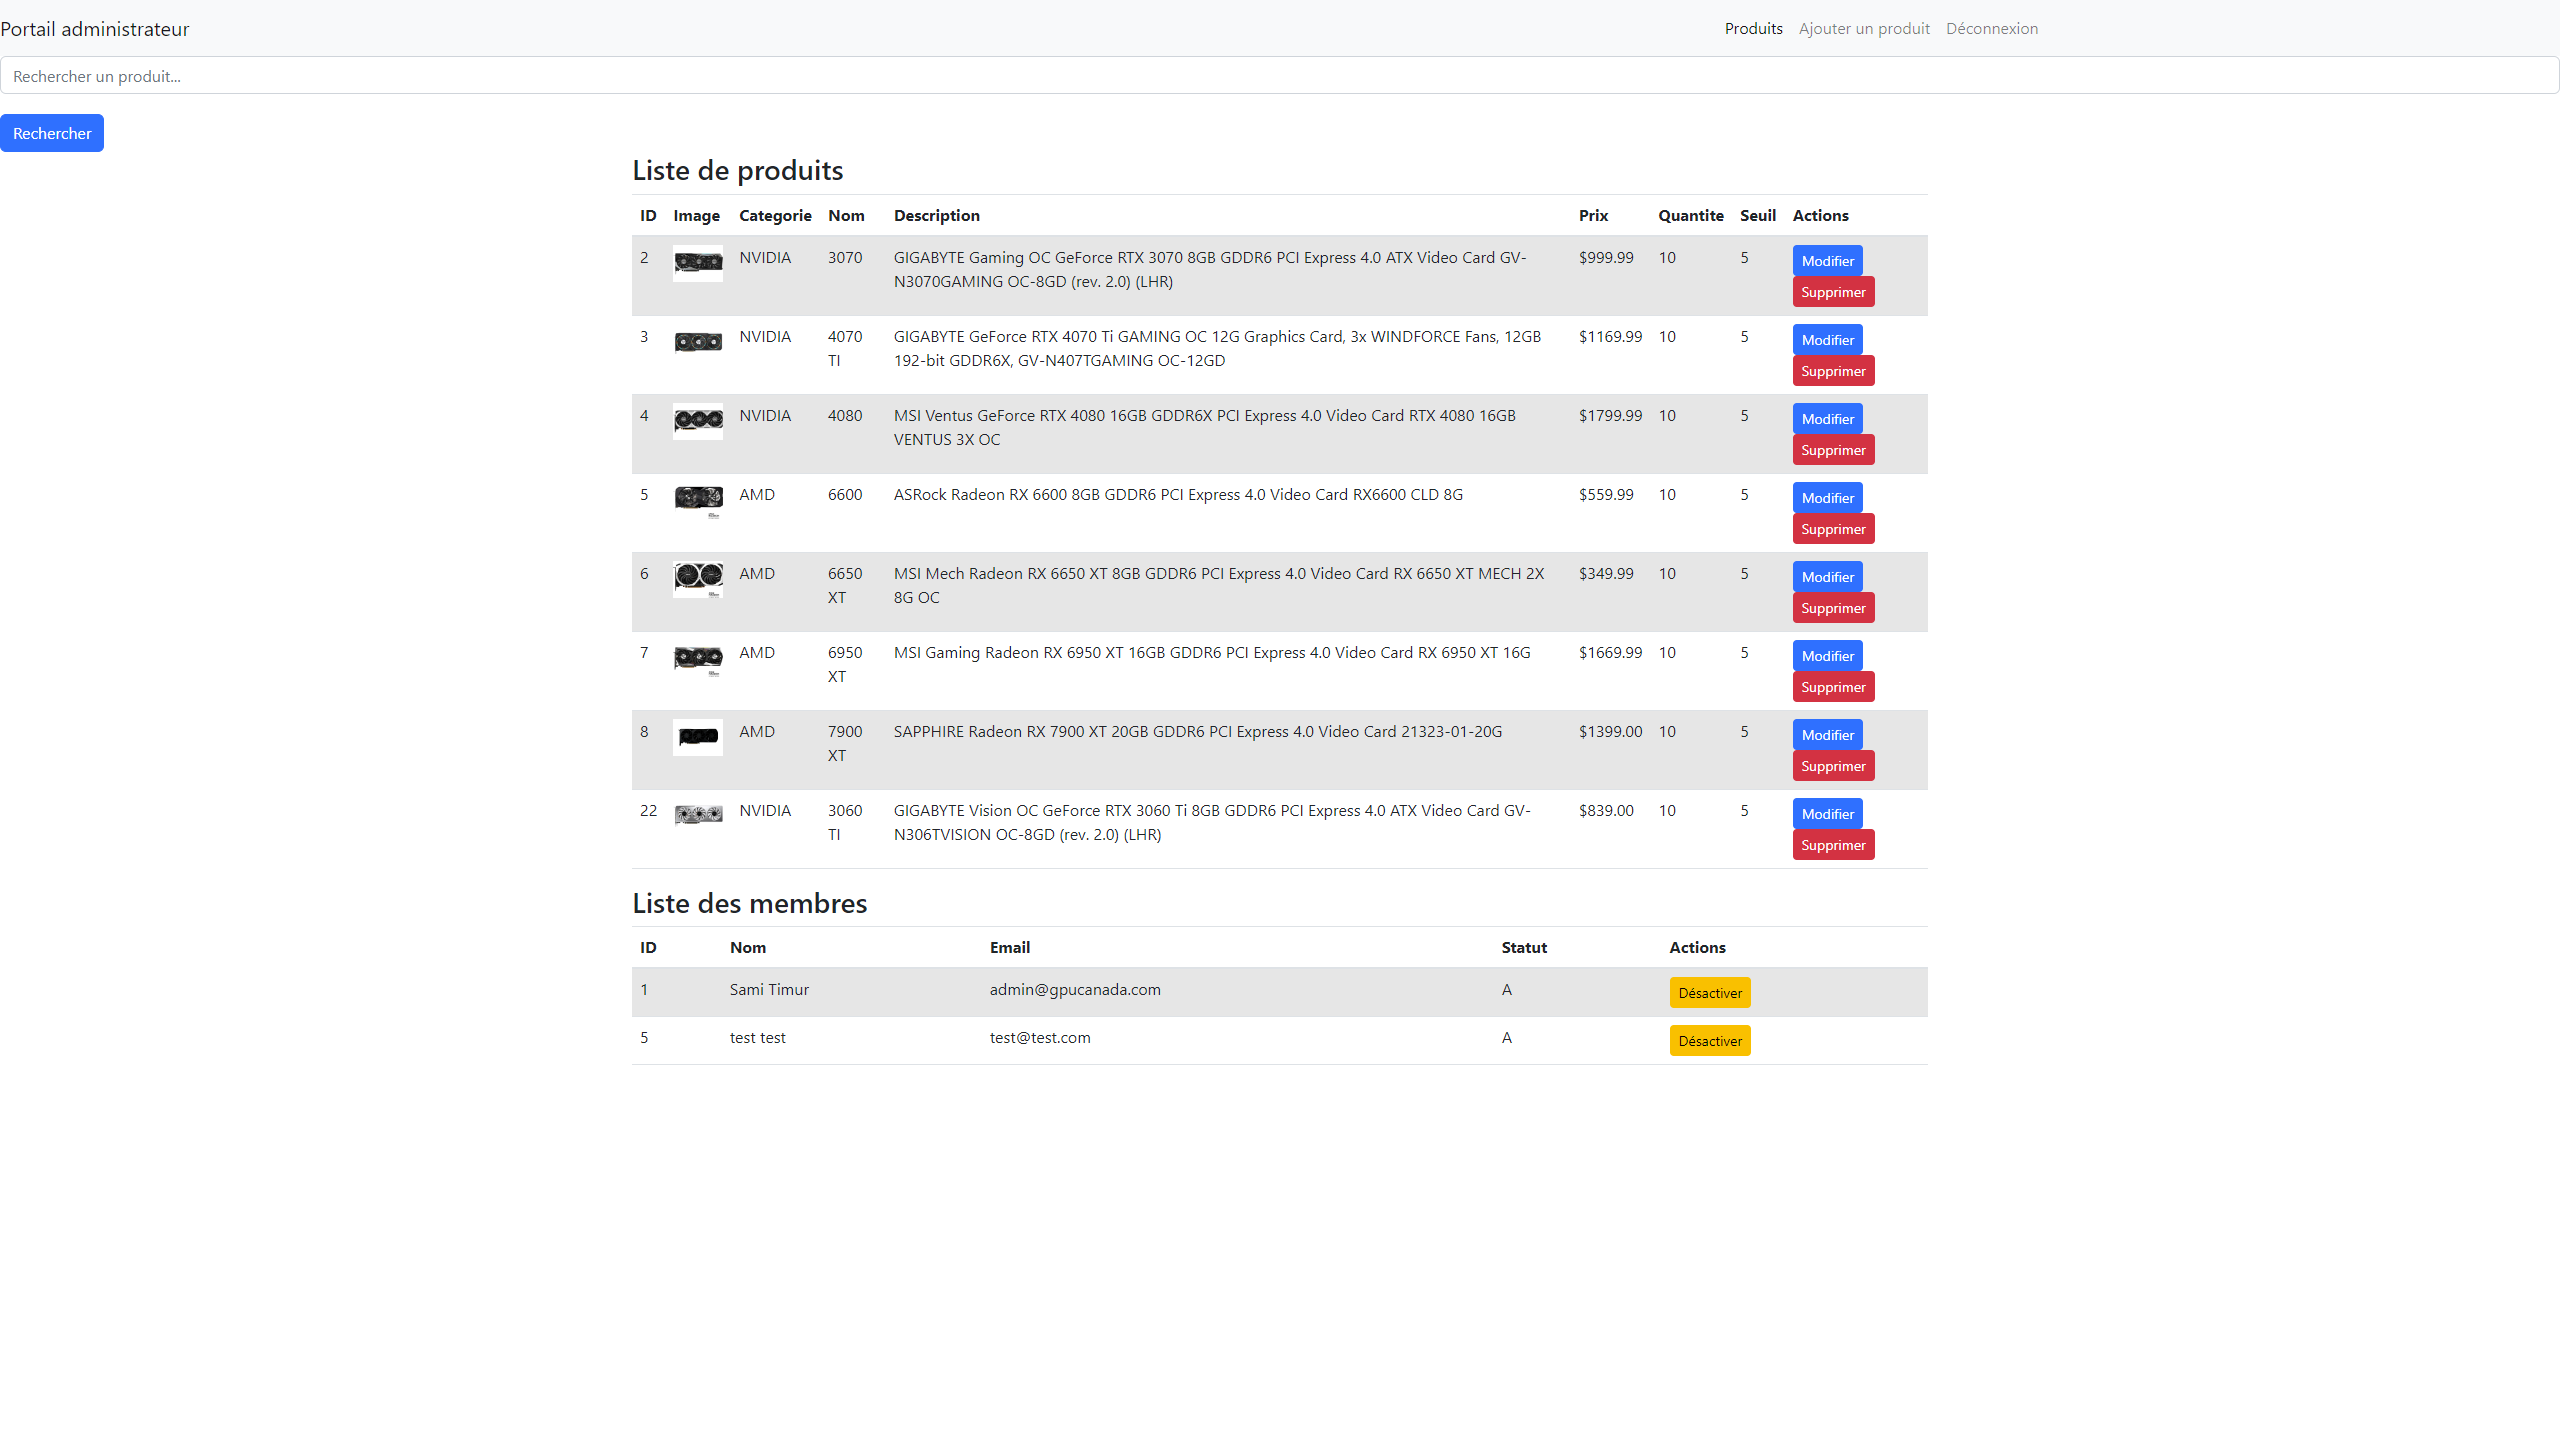 Portail administrateur
Produits Ajouter un produit Déconnexion
Rechercher un produit...
Rechercher
Liste de produits
ID Image Categorie Nom Description Prix Quantite Seuil Actions
2 NVIDIA 3070 GIGABYTE Gaming OC GeForce RTX 3070 8GB GDDR6 PCI Express 4.0 ATX Video Card GV- $999.99 10 5 Modifier
N3070GAMING OC-8GD (rev. 2.0) (LHR) Supprimer
3 NVIDIA 4070 GIGABYTE GeForce RTX 4070 Ti GAMING OC 12G Graphics Card, 3x WINDFORCE Fans, 12GB $1169.99 10 5 Modifier
TI 192-bit GDDR6X, GV-N407TGAMING OC-12GD Supprimer
4 NVIDIA 4080 MSI Ventus GeForce RTX 4080 16GB GDDR6X PCI Express 4.0 Video Card RTX 4080 16GB $1799.99 10 5 Modifier
VENTUS 3X OC Supprimer
5 AMD 6600 ASRock Radeon RX 6600 8GB GDDR6 PCI Express 4.0 Video Card RX6600 CLD 8G $559.99 10 5 Modifier
Supprimer
6 AMD 6650 MSI Mech Radeon RX 6650 XT 8GB GDDR6 PCI Express 4.0 Video Card RX 6650 XT MECH 2X $349.99 10 5 Modifier
XT 8G OC Supprimer
7 AMD 6950 MSI Gaming Radeon RX 6950 XT 16GB GDDR6 PCI Express 4.0 Video Card RX 6950 XT 16G $1669.99 10 5 Modifier
XT Supprimer
8 AMD 7900 SAPPHIRE Radeon RX 7900 XT 20GB GDDR6 PCI Express 4.0 Video Card 21323-01-20G $1399.00 10 5 Modifier
XT Supprimer
22 NVIDIA 3060 GIGABYTE Vision OC GeForce RTX 3060 Ti 8GB GDDR6 PCI Express 4.0 ATX Video Card GV- $839.00 10 5 Modifier
TI N306TVISION OC-8GD (rev. 2.0) (LHR) Supprimer
Liste des membres
ID Nom Email Statut Actions
1 Sami Timur admin@gpucanada.com A Désactiver
5 test test test@test.com A Désactiver